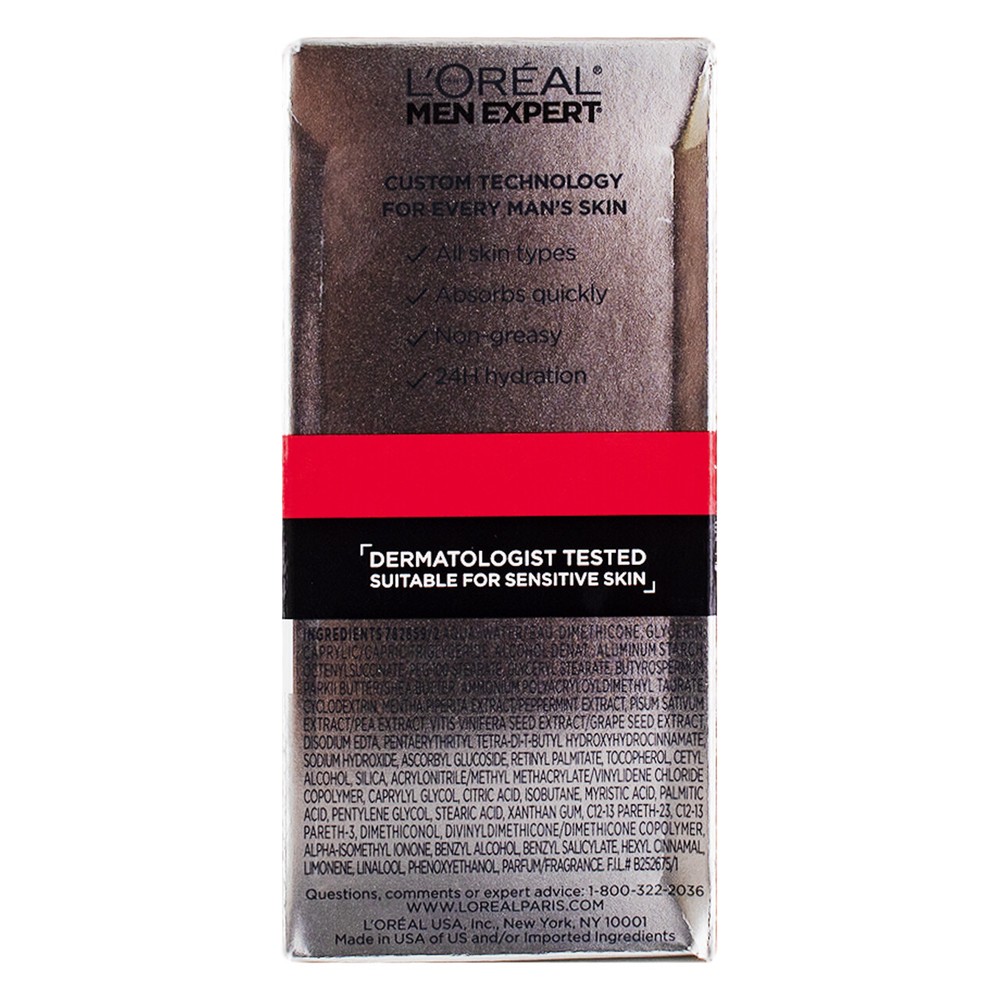 L'ORÉAL®
PARIS
MEN EXPERT®
CUSTOM TECHNOLOGY
FOR EVERY MAN'S SKIN
✓ All skin types
✓ Absorbs quickly
✓ Non-greasy
✓ 24H hydration
DERMATOLOGIST TESTED
SUITABLE FOR SENSITIVE SKIN
INGREDIENTS 782859/2 AQUA/WATER/EAU, DIMETHICONE, GLYCERIN,
CAPRYLIC/CAPRIC TRIGLYCERIDE, ALCOHOL DENAT., ALUMINUM STARCH
OCTENYLSUCCINATE, PEG-100 STEARATE, GLYCERYL STEARATE, BUTYROSPERMUM
PARKII BUTTER/SHEA BUTTER, AMMONIUM POLYACRYLOYLDIMETHYL TAURATE,
CYCLODEXTRIN, MENTHA PIPERITA EXTRACT/PEPPERMINT EXTRACT, PISUM SATIVUM
EXTRACT/PEA EXTRACT, VITIS VINIFERA SEED EXTRACT/GRAPE SEED EXTRACT,
DISODIUM EDTA, PENTAERYTHRITYL TETRA-DI-T-BUTYL HYDROXYHYDROCINNAMATE,
SODIUM HYDROXIDE, ASCORBYL GLUCOSIDE, RETINYL PALMITATE, TOCOPHEROL, CETYL
ALCOHOL, SILICA, ACRYLONITRILE/METHYL METHACRYLATE/VINYLIDENE CHLORIDE
COPOLYMER, CAPRYLYL GLYCOL, CITRIC ACID, ISOBUTANE, MYRISTIC ACID, PALMITIC
ACID, PENTYLENE GLYCOL, STEARIC ACID, XANTHAN GUM, C12-13 PARETH-23, C12-13
PARETH-3, DIMETHICONOL, DIVINYLDIMETHICONE/DIMETHICONE COPOLYMER,
ALPHA-ISOMETHYL IONONE, BENZYL ALCOHOL, BENZYL SALICYLATE, HEXYL CINNAMAL,
LIMONENE, LINALOOL, PHENOXYETHANOL, PARFUM/FRAGRANCE. F.I.L.# B252675/1
Questions, comments or expert advice: 1-800-322-2036
WWW.LOREALPARIS.COM
L'ORÉAL USA, Inc., New York, NY 10001
Made in USA of US and/or Imported Ingredients